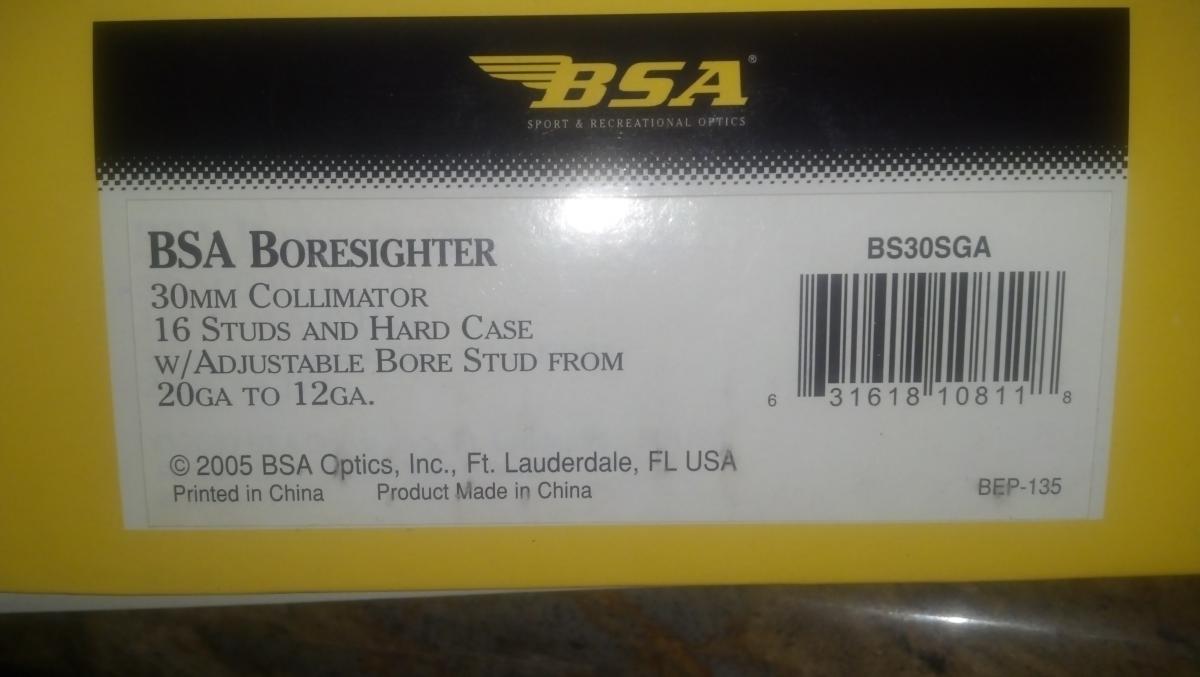 BSA®
SPORT & RECREATIONAL OPTICS
BSA BORESIGHTER
30MM COLLIMATOR
16 STUDS AND HARD CASE
W/ADJUSTABLE BORE STUD FROM
20GA TO 12GA.
© 2005 BSA Optics, Inc., Ft. Lauderdale, FL USA
Printed in China Product Made in China
BS30SGA
6 31618 10811 8
BEP-135